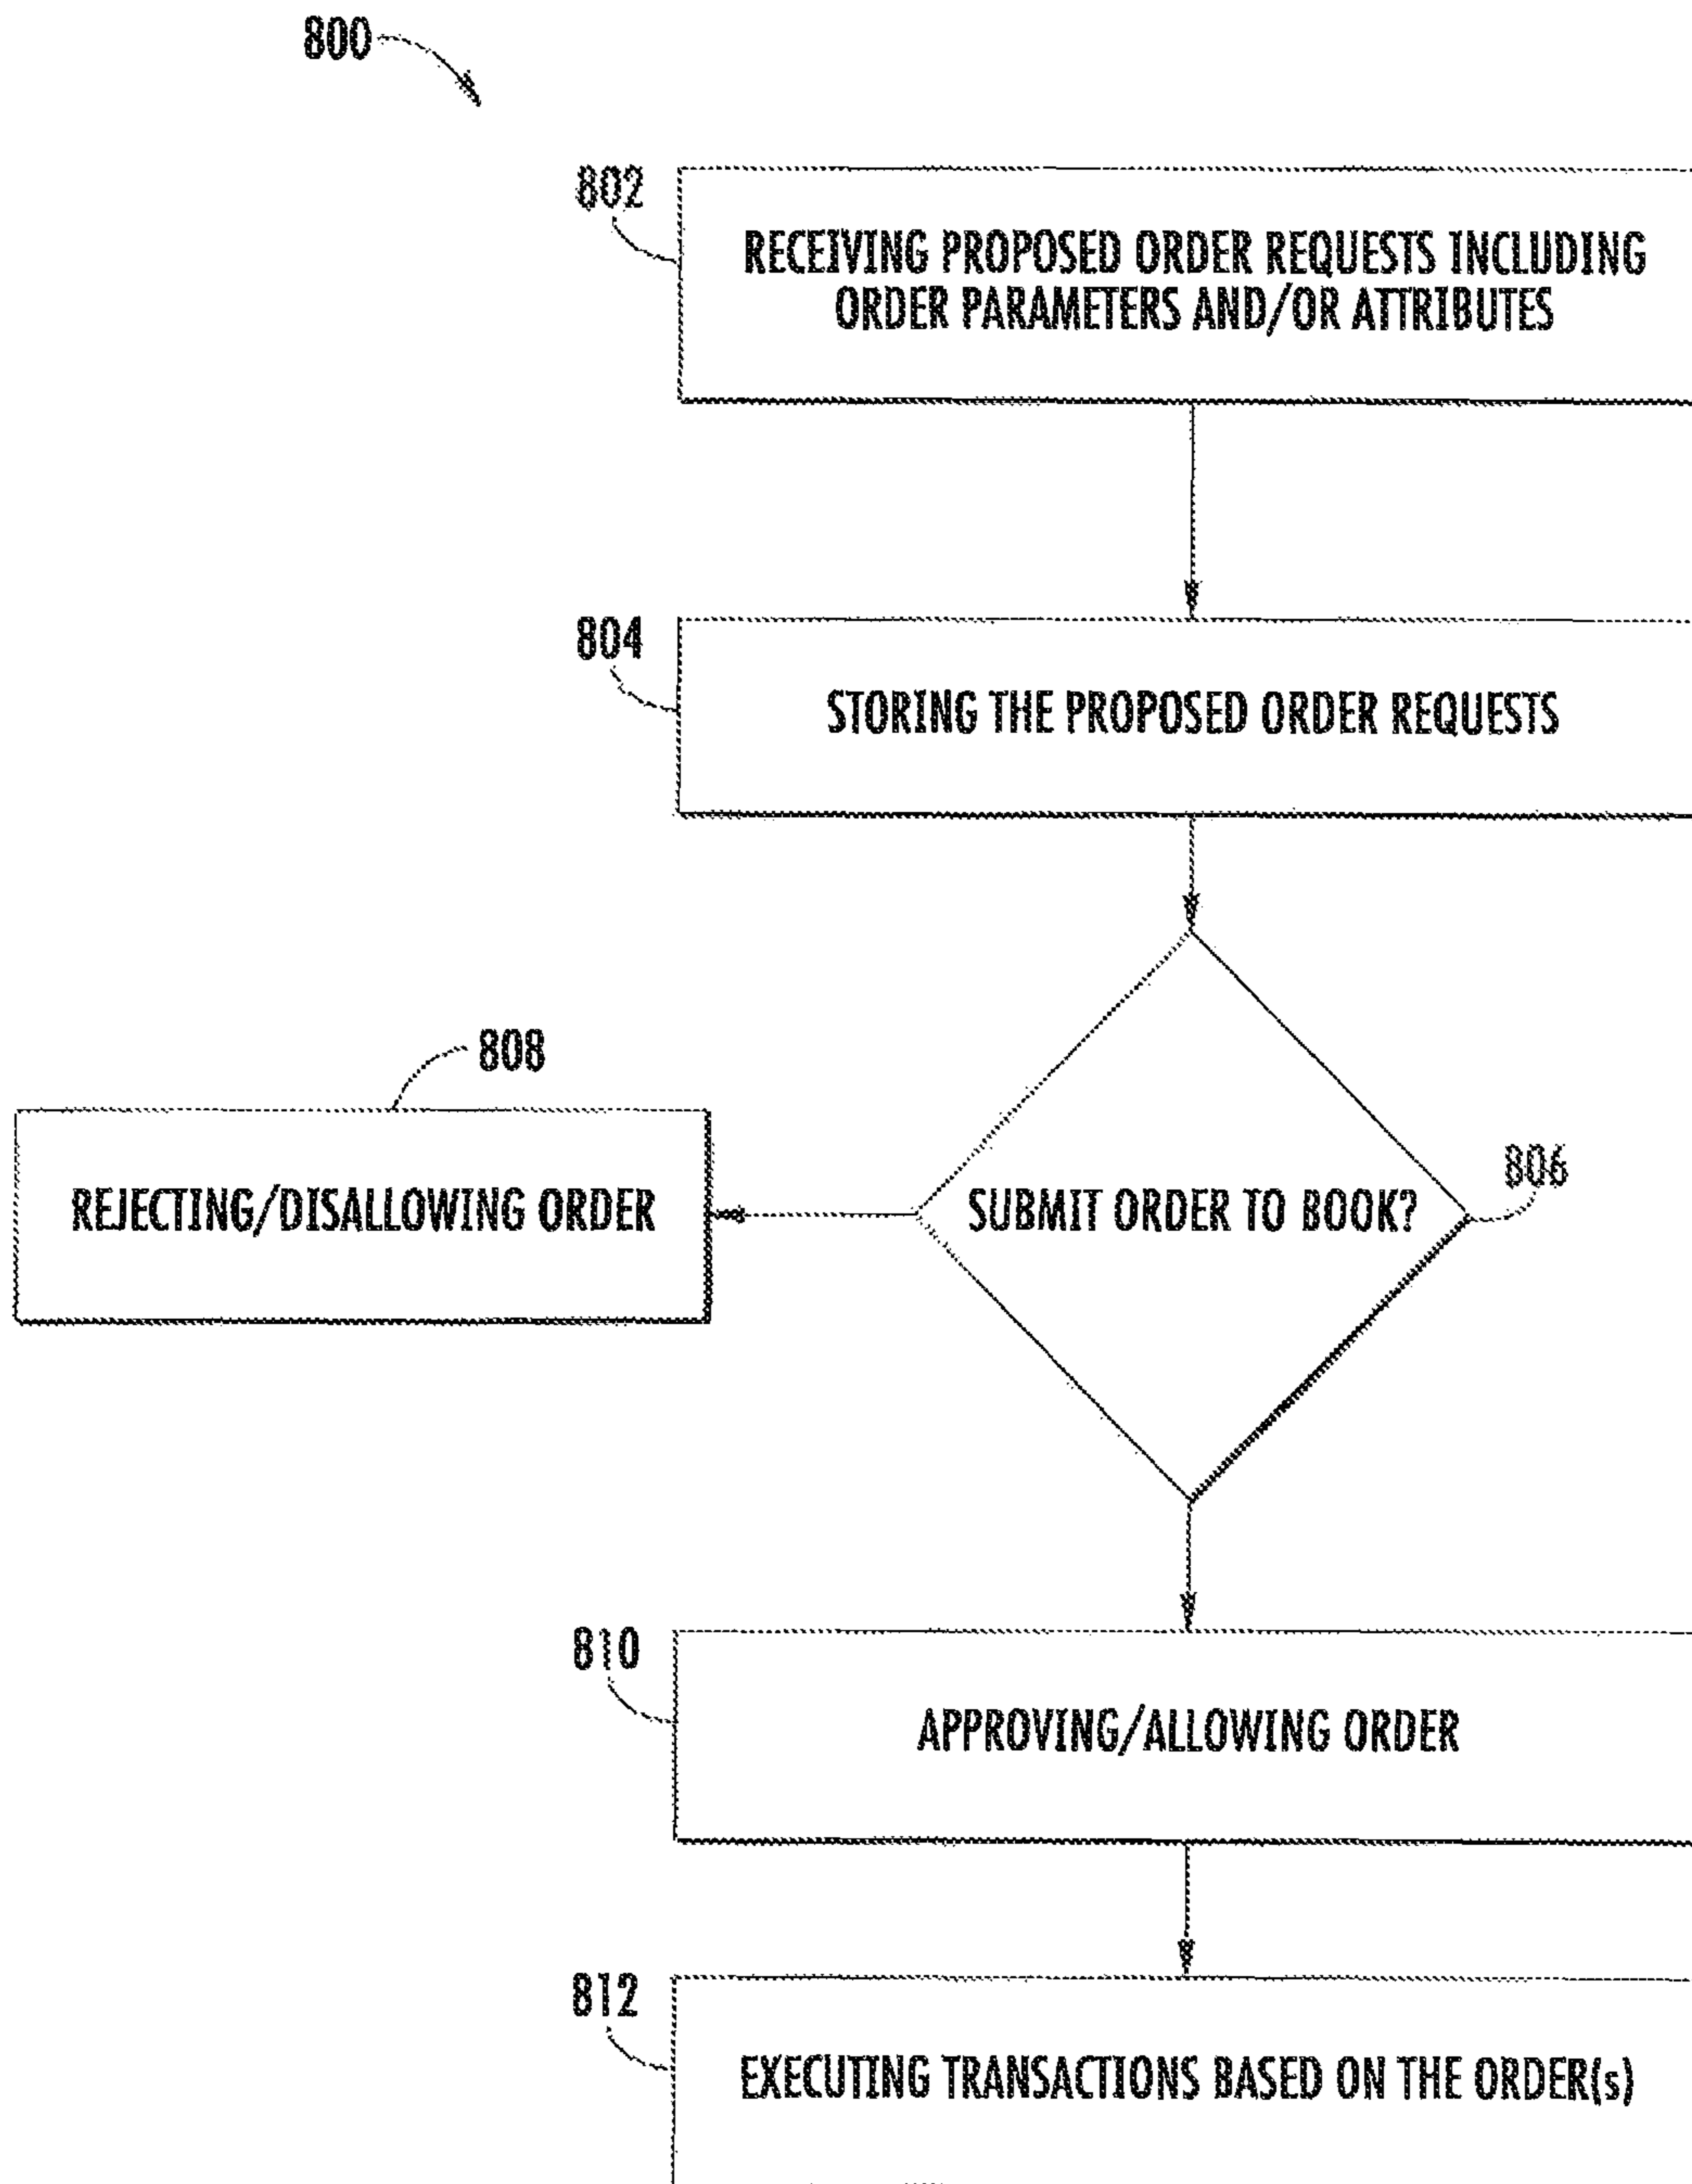 800
802
RECEIVING PROPOSED ORDER REQUESTS INCLUDING
ORDER PARAMETERS AND/OR ATTRIBUTES
804
STORING THE PROPOSED ORDER REQUESTS
808
REJECTING/DISALLOWING ORDER
SUBMIT ORDER TO BOOK?
806
810
APPROVING/ALLOWING ORDER
812
EXECUTING TRANSACTIONS BASED ON THE ORDER(s)